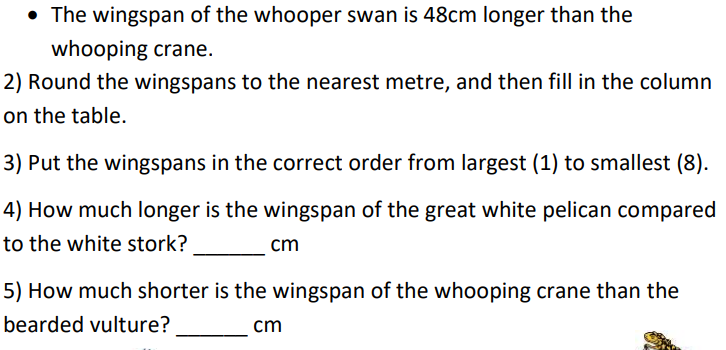 • The wingspan of the whooper swan is 48cm longer than the
whooping crane.
2) Round the wingspans to the nearest metre, and then fill in the column
on the table.
3) Put the wingspans in the correct order from largest (1) to smallest (8).
4) How much longer is the wingspan of the great white pelican compared
to the white stork? ______ cm
5) How much shorter is the wingspan of the whooping crane than the
bearded vulture? ______ cm